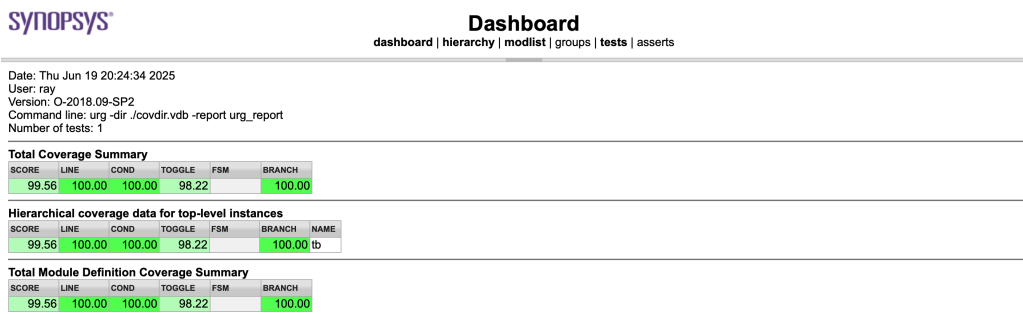 SYNOPSYS®
Dashboard
dashboard | hierarchy | modlist | groups | tests | asserts
Date: Thu Jun 19 20:24:34 2025
User: ray
Version: O-2018.09-SP2
Command line: urg -dir ./covdir.vdb -report urg_report
Number of tests: 1
Total Coverage Summary
SCORE LINE COND TOGGLE FSM BRANCH
99.56 100.00 100.00 98.22 100.00
Hierarchical coverage data for top-level instances
SCORE LINE COND TOGGLE FSM BRANCH NAME
99.56 100.00 100.00 98.22 100.00 tb
Total Module Definition Coverage Summary
SCORE LINE COND TOGGLE FSM BRANCH
99.56 100.00 100.00 98.22 100.00